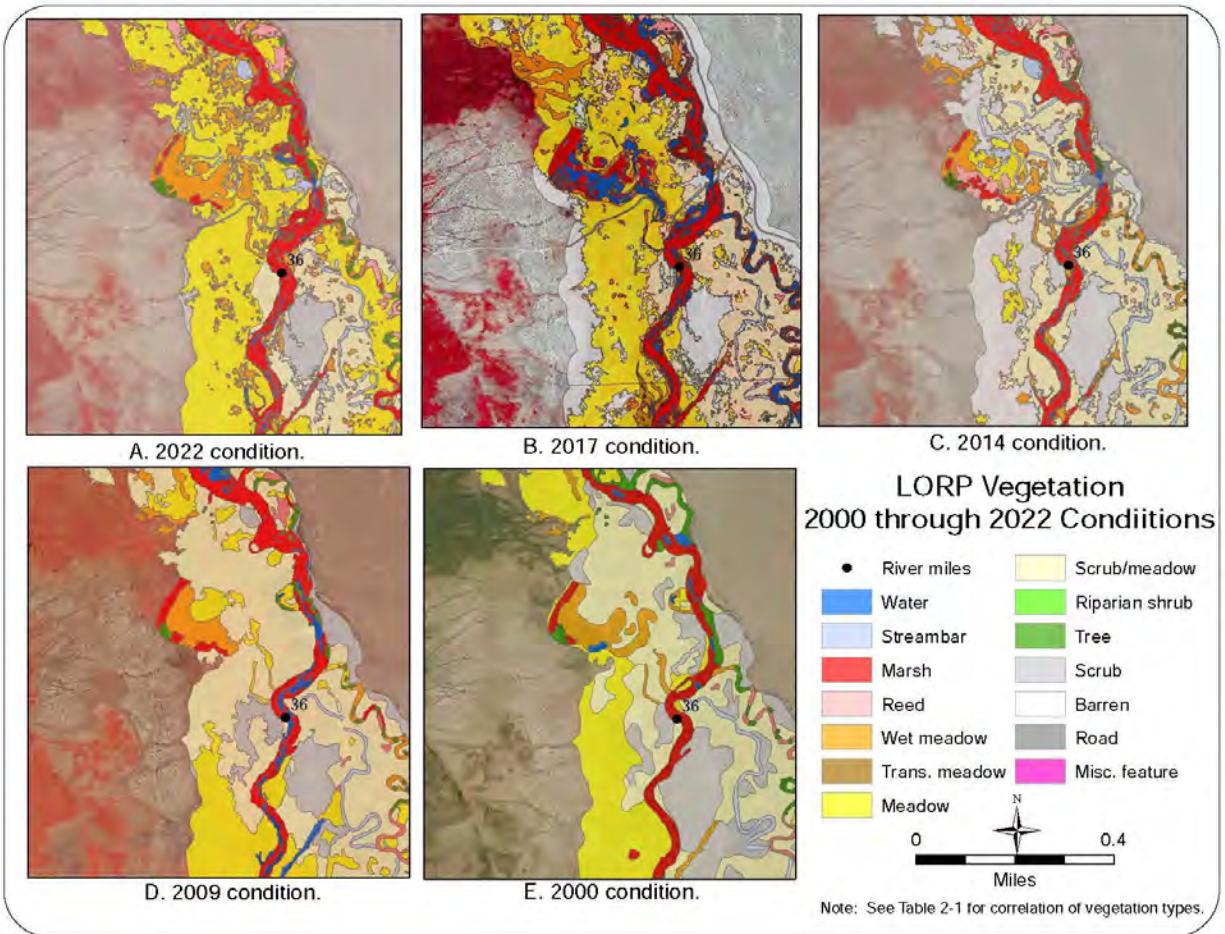 36
36
36
A. 2022 condition.
B. 2017 condition.
C. 2014 condition.
36
36
D. 2009 condition.
E. 2000 condition.
LORP Vegetation
2000 through 2022 Condiitions
River miles
Water
Streambar
Marsh
Reed
Wet meadow
Trans. meadow
Meadow
Scrub/meadow
Riparian shrub
Tree
Scrub
Barren
Road
Misc. feature
N
0 0.4
Miles
Note: See Table 2-1 for correlation of vegetation types.